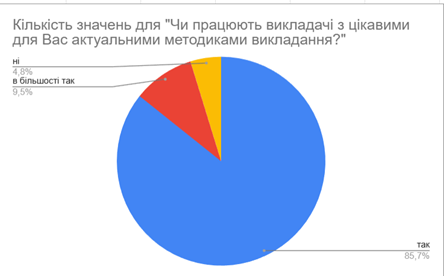 Кількість значень для "Чи працюють викладачі з цікавими
для Вас актуальними методиками викладання?"
ні
4,8%
в більшості так
9,5%
так
85,7%